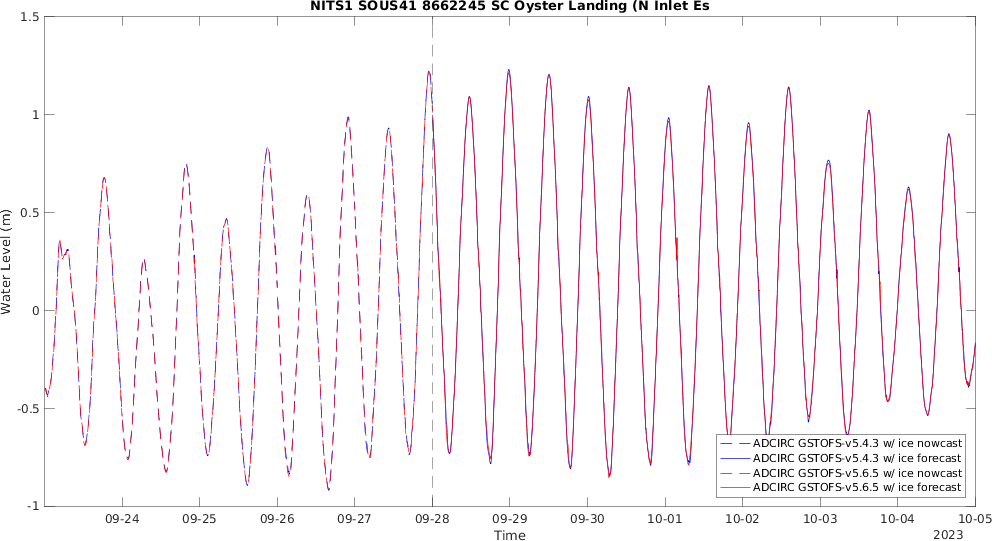 NITS1 SOUS41 8662245 SC Oyster Landing (N Inlet Es
1.5
1
0.5
0
-0.5
-1
Water Level (m)
ADCIRC GSTOFS-v5.4.3 w/ ice nowcast
ADCIRC GSTOFS-v5.4.3 w/ ice forecast
ADCIRC GSTOFS-v5.6.5 w/ ice nowcast
ADCIRC GSTOFS-v5.6.5 w/ ice forecast
09-24 09-25 09-26 09-27 09-28 09-29 09-30 10-01 10-02 10-03 10-04 10-05
Time
2023